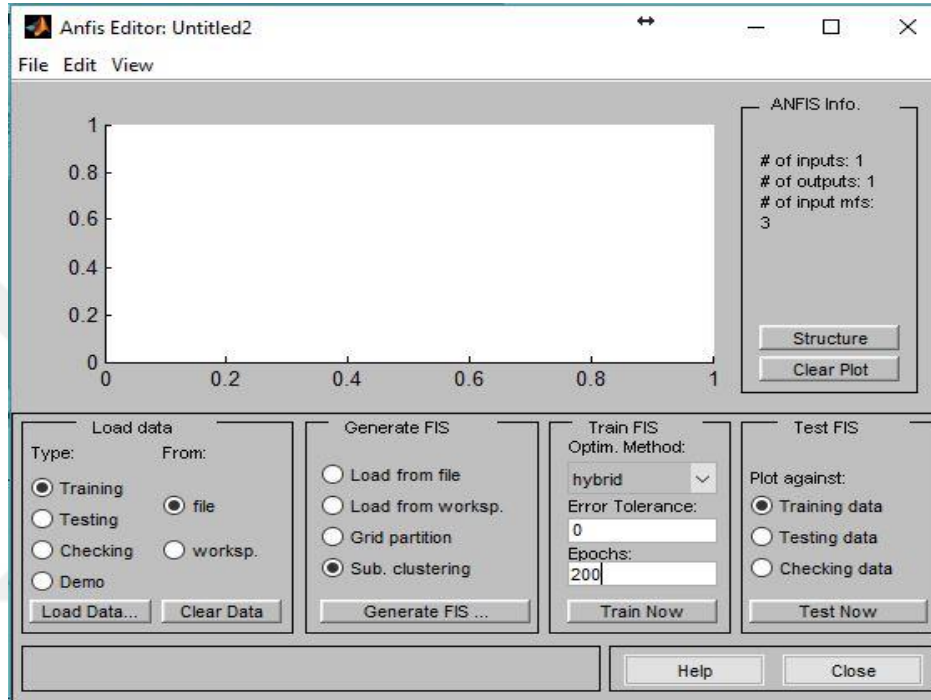 Anfis Editor: Untitled2
File Edit View
ANFIS Info.
1
0.8
0.6
0.4
0.2
0
0 0.2 0.4 0.6 0.8 1
# of inputs: 1
# of outputs: 1
# of input mfs:
3
Structure
Clear Plot
Load data
Type: From:
Training
Testing
Checking
Demo
file
worksp.
Load Data... Clear Data
Generate FIS
Load from file
Load from worksp.
Grid partition
Sub. clustering
Generate FIS ...
Train FIS
Optim. Method:
hybrid
Error Tolerance:
0
Epochs:
200
Train Now
Test FIS
Plot against:
Training data
Testing data
Checking data
Test Now
Help Close